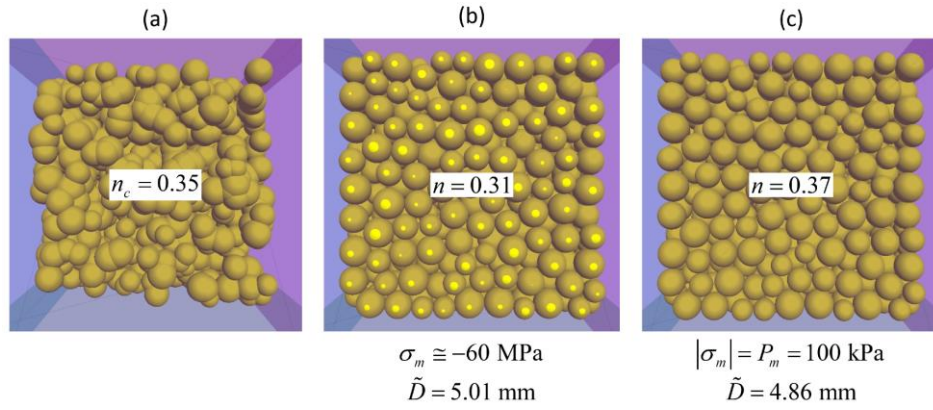 (a) (b) (c)
n_c = 0.35 n = 0.31 n = 0.37
σ_m ≅ −60 MPa |σ_m| = P_m = 100 kPa
D̃ = 5.01 mm D̃ = 4.86 mm